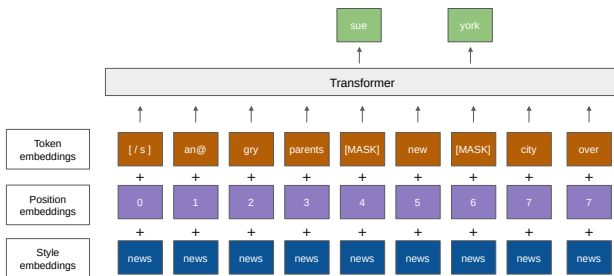 sue york
Transformer
Token embeddings [ / s ] an@ gry parents [MASK] new [MASK] city over
+ + + + + + + + +
Position embeddings 0 1 2 3 4 5 6 7 7
+ + + + + + + + +
Style embeddings news news news news news news news news news